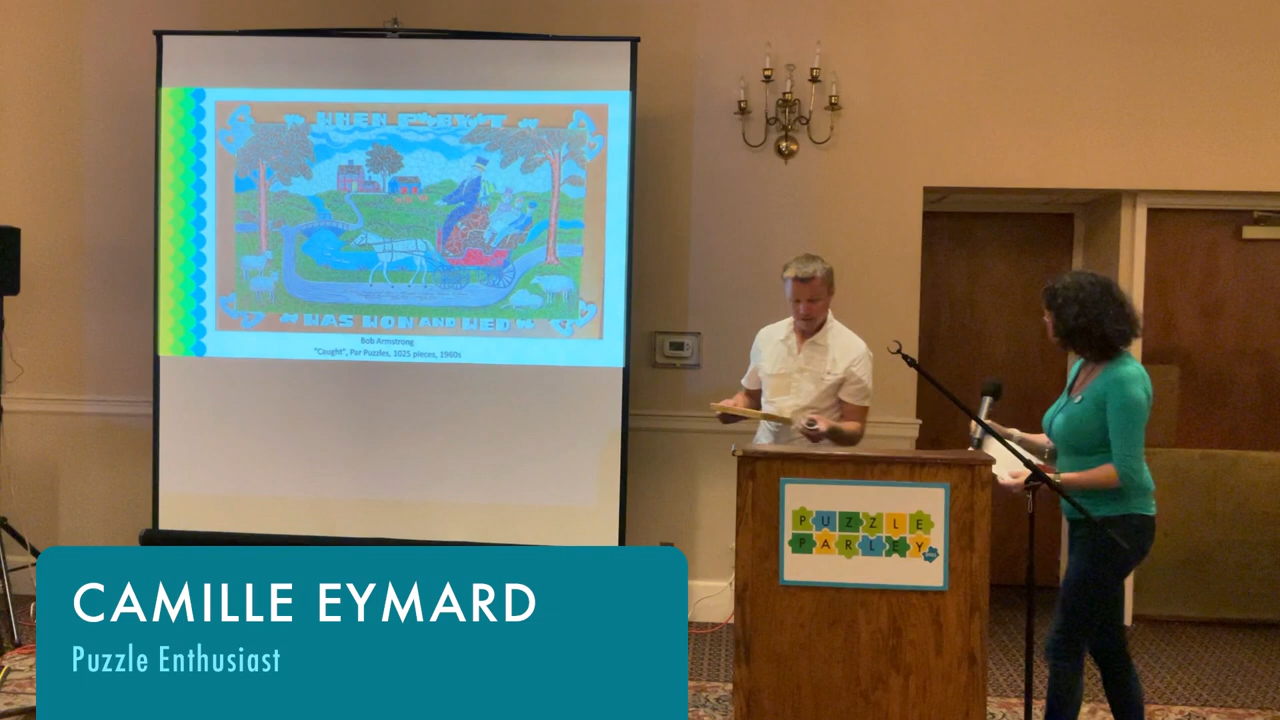 WHEN P
WAS WON AND WED
Bob Armstrong
"Caught", Par Puzzles, 1025 pieces, 1960s
PUZZLE
PARLEY
CAMILLE EYMARD
Puzzle Enthusiast